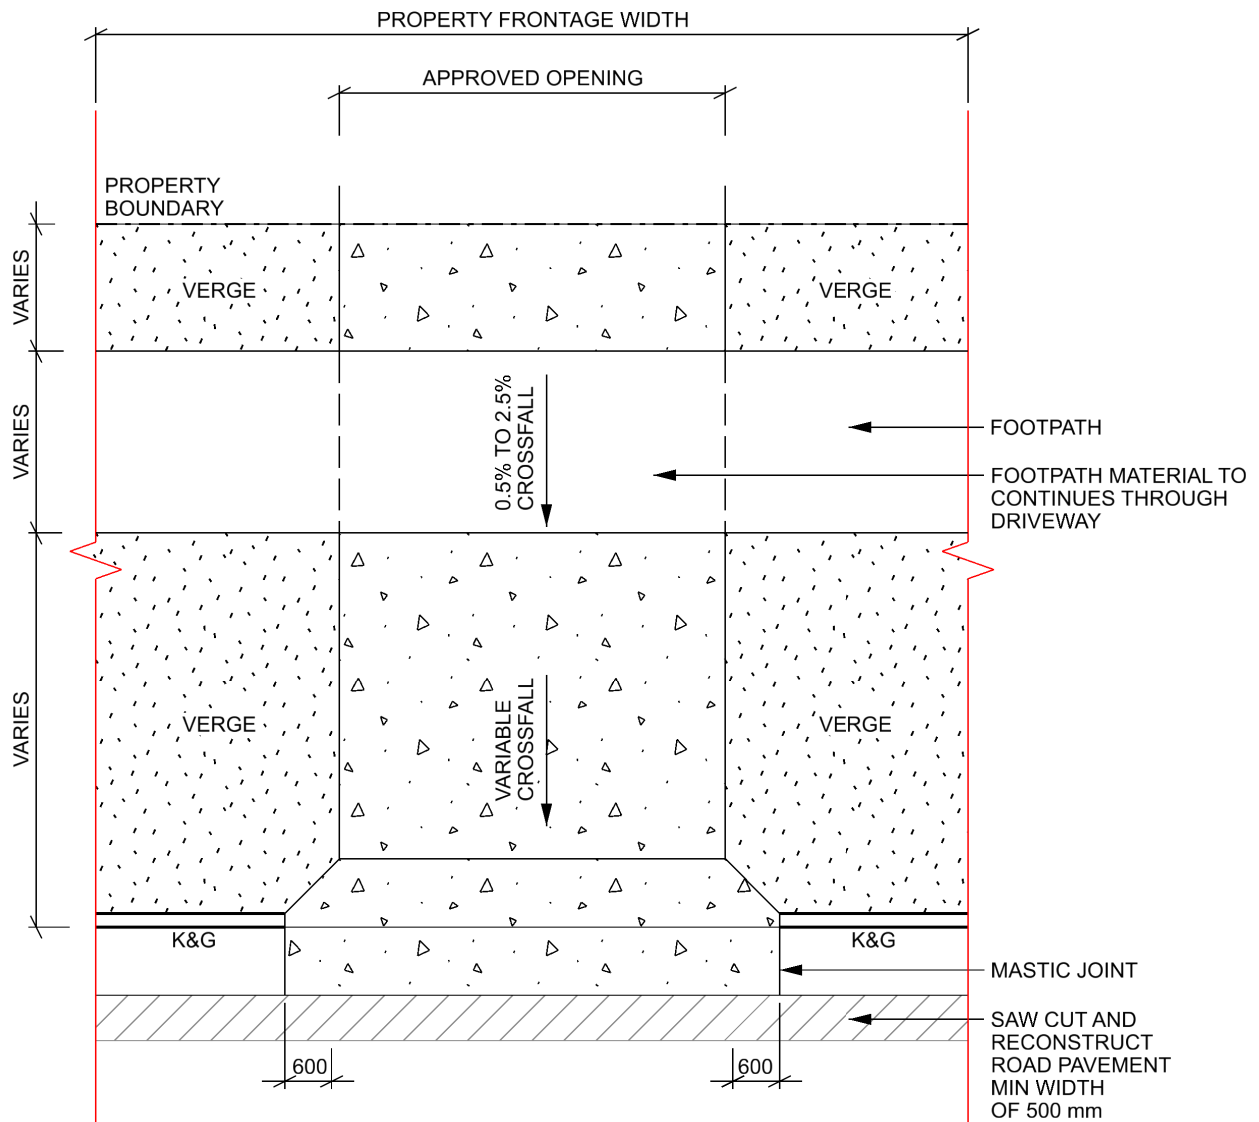 PROPERTY FRONTAGE WIDTH
APPROVED OPENING
PROPERTY
BOUNDARY
VARIES
VERGE
VERGE
VARIES
0.5% TO 2.5%
CROSSFALL
FOOTPATH
FOOTPATH MATERIAL TO
CONTINUES THROUGH
DRIVEWAY
VARIES
VERGE
VARIABLE
CROSSFALL
VERGE
K&G
K&G
MASTIC JOINT
SAW CUT AND
RECONSTRUCT
ROAD PAVEMENT
MIN WIDTH
OF 500 mm
600
600